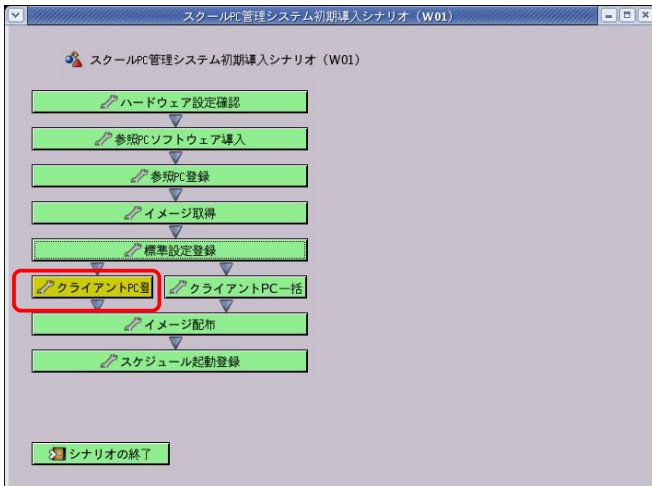 スクールPC管理システム初期導入シナリオ（W01）
スクールPC管理システム初期導入シナリオ（W01）
ハードウェア設定確認
参照PCソフトウェア導入
参照PC登録
イメージ取得
標準設定登録
クライアントPC登
クライアントPC一括
イメージ配布
スケジュール起動登録
シナリオの終了